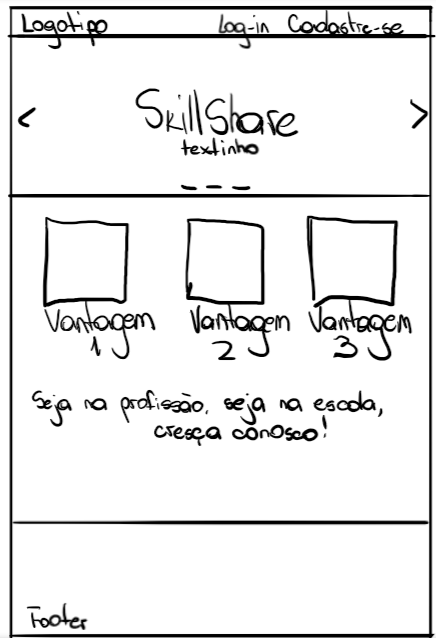 Logotipo Log-in Cadastre-se
< SkillShare >
textinho
Vantagem 1 Vantagem 2 Vantagem 3
Seja na profissão, seja na escola,
cresça conosco!
Footer